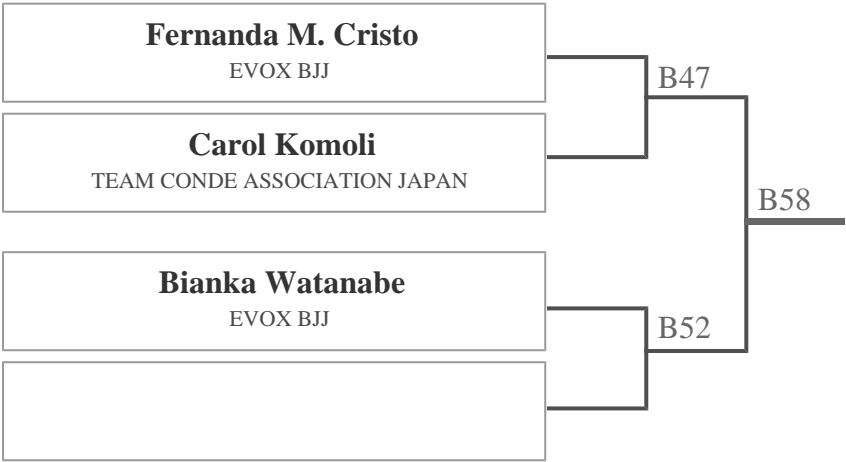 Fernanda M. Cristo
EVOX BJJ
B47
Carol Komoli
TEAM CONDE ASSOCIATION JAPAN
B58
Bianka Watanabe
EVOX BJJ
B52